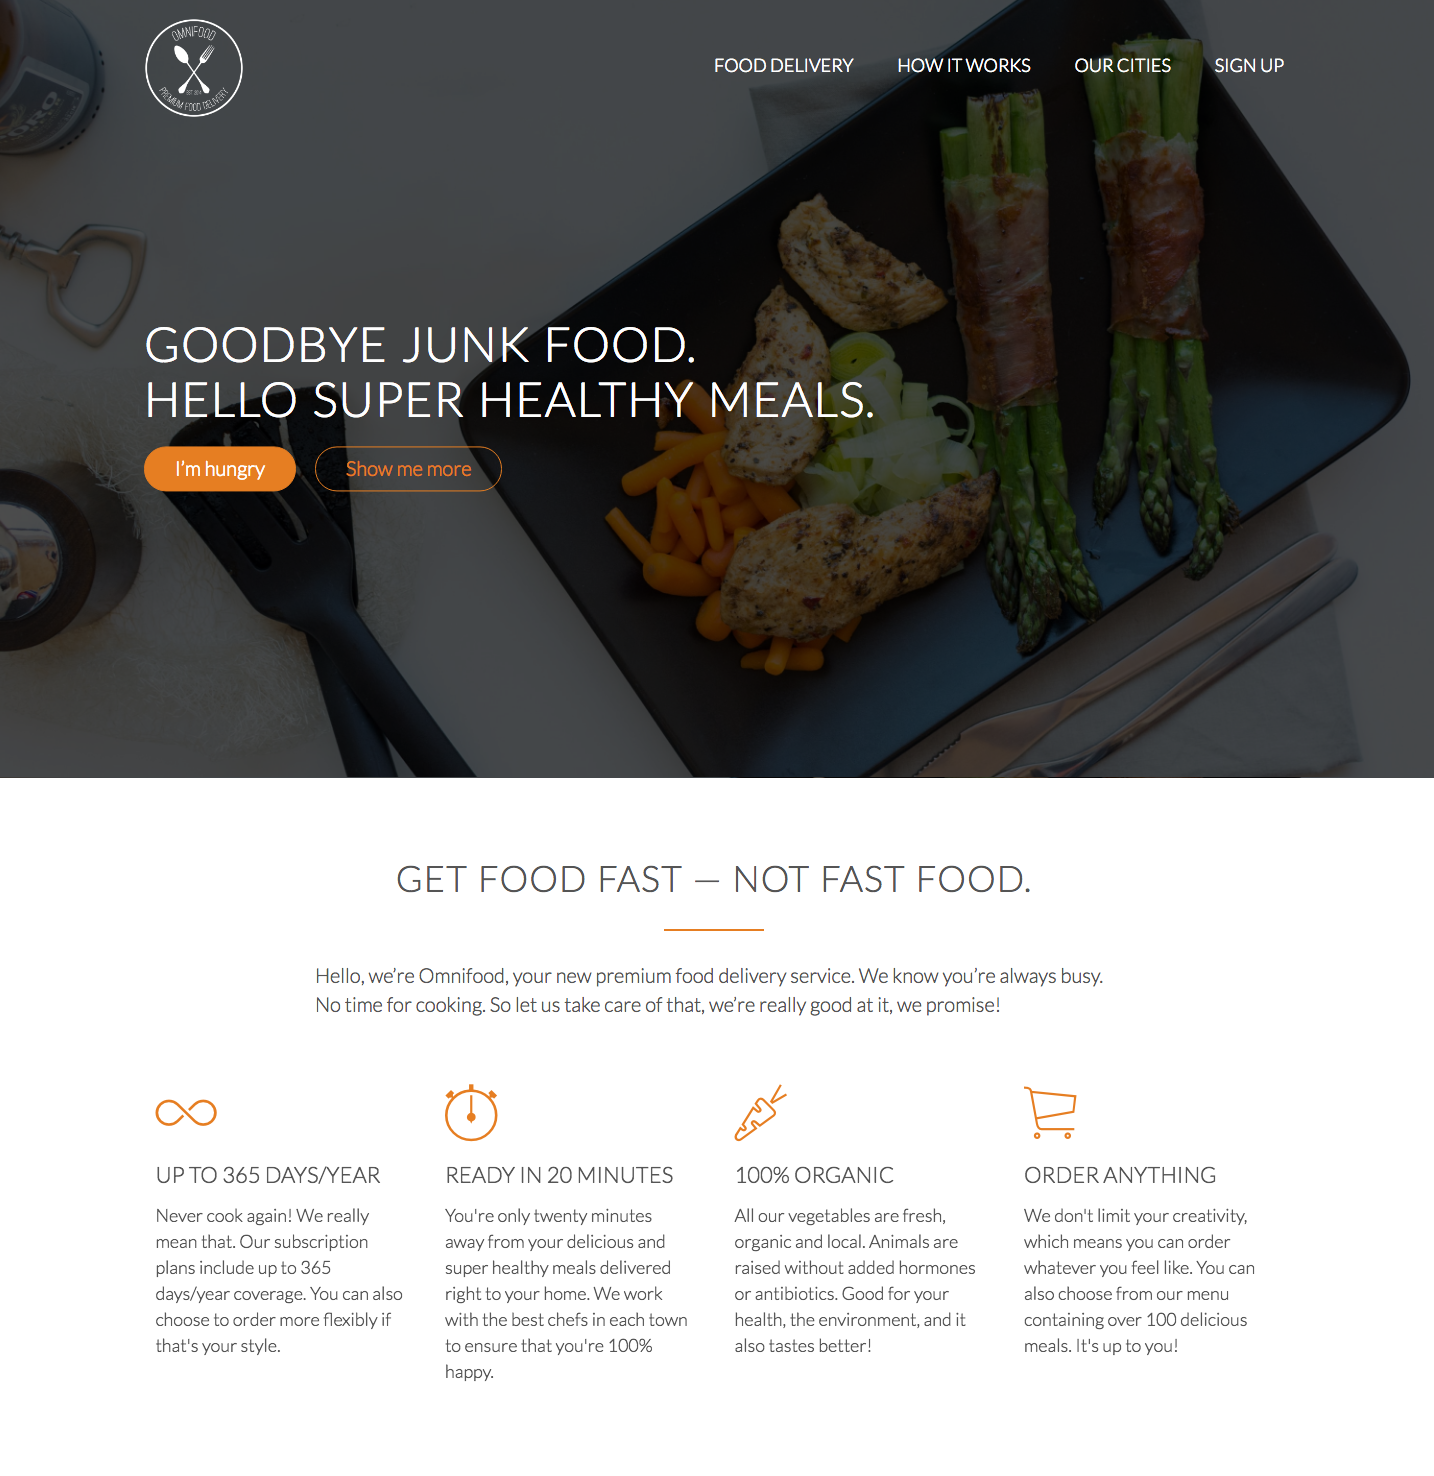 OMNIFOOD
PREMIUM FOOD DELIVERY
FOOD DELIVERY
HOW IT WORKS
OUR CITIES
SIGN UP
GOODBYE JUNK FOOD.
HELLO SUPER HEALTHY MEALS.
I'm hungry
Show me more
GET FOOD FAST — NOT FAST FOOD.
Hello, we’re Omnifood, your new premium food delivery service. We know you’re always busy.
No time for cooking. So let us take care of that, we’re really good at it, we promise!
UP TO 365 DAYS/YEAR
Never cook again! We really
mean that. Our subscription
plans include up to 365
days/year coverage. You can also
choose to order more flexibly if
that's your style.
READY IN 20 MINUTES
You're only twenty minutes
away from your delicious and
super healthy meals delivered
right to your home. We work
with the best chefs in each town
to ensure that you're 100%
happy.
100% ORGANIC
All our vegetables are fresh,
organic and local. Animals are
raised without added hormones
or antibiotics. Good for your
health, the environment, and it
also tastes better!
ORDER ANYTHING
We don't limit your creativity,
which means you can order
whatever you feel like. You can
also choose from our menu
containing over 100 delicious
meals. It's up to you!